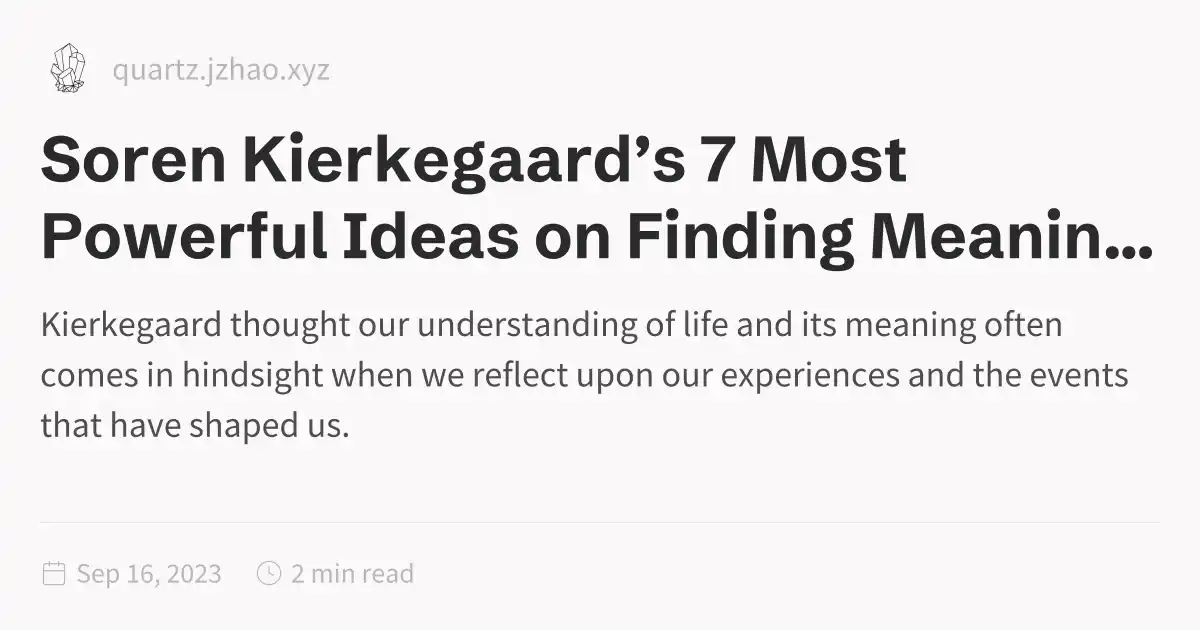 quartz.jzhao.xyz
Soren Kierkegaard’s 7 Most
Powerful Ideas on Finding Meanin...
Kierkegaard thought our understanding of life and its meaning often
comes in hindsight when we reflect upon our experiences and the events
that have shaped us.
Sep 16, 2023 2 min read